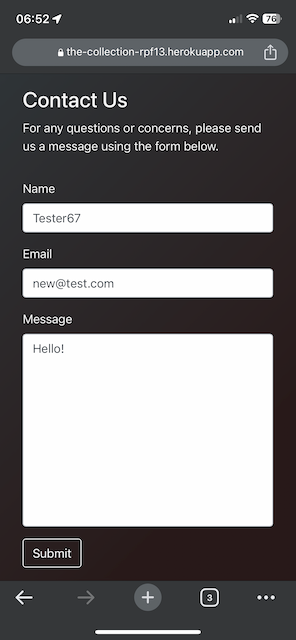 06:52
76
the-collection-rpf13.herokuapp.com
Contact Us
For any questions or concerns, please send
us a message using the form below.
Name
Tester67
Email
new@test.com
Message
Hello!
Submit
3